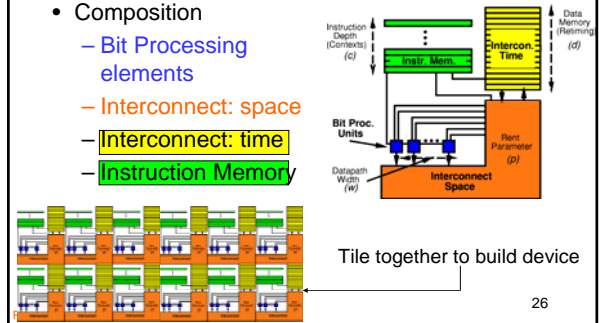 • Composition
– Bit Processing
elements
– Interconnect: space
– Interconnect: time
– Instruction Memory
Instruction
Depth
(Contexts)
(c)
Instr. Mem.
Intercon.
Time
Data
Memory
(Retiming)
(d)
Bit Proc.
Units
Rent
Parameter
(p)
Datapath
Width
(w)
Interconnect
Space
Tile together to build device
26